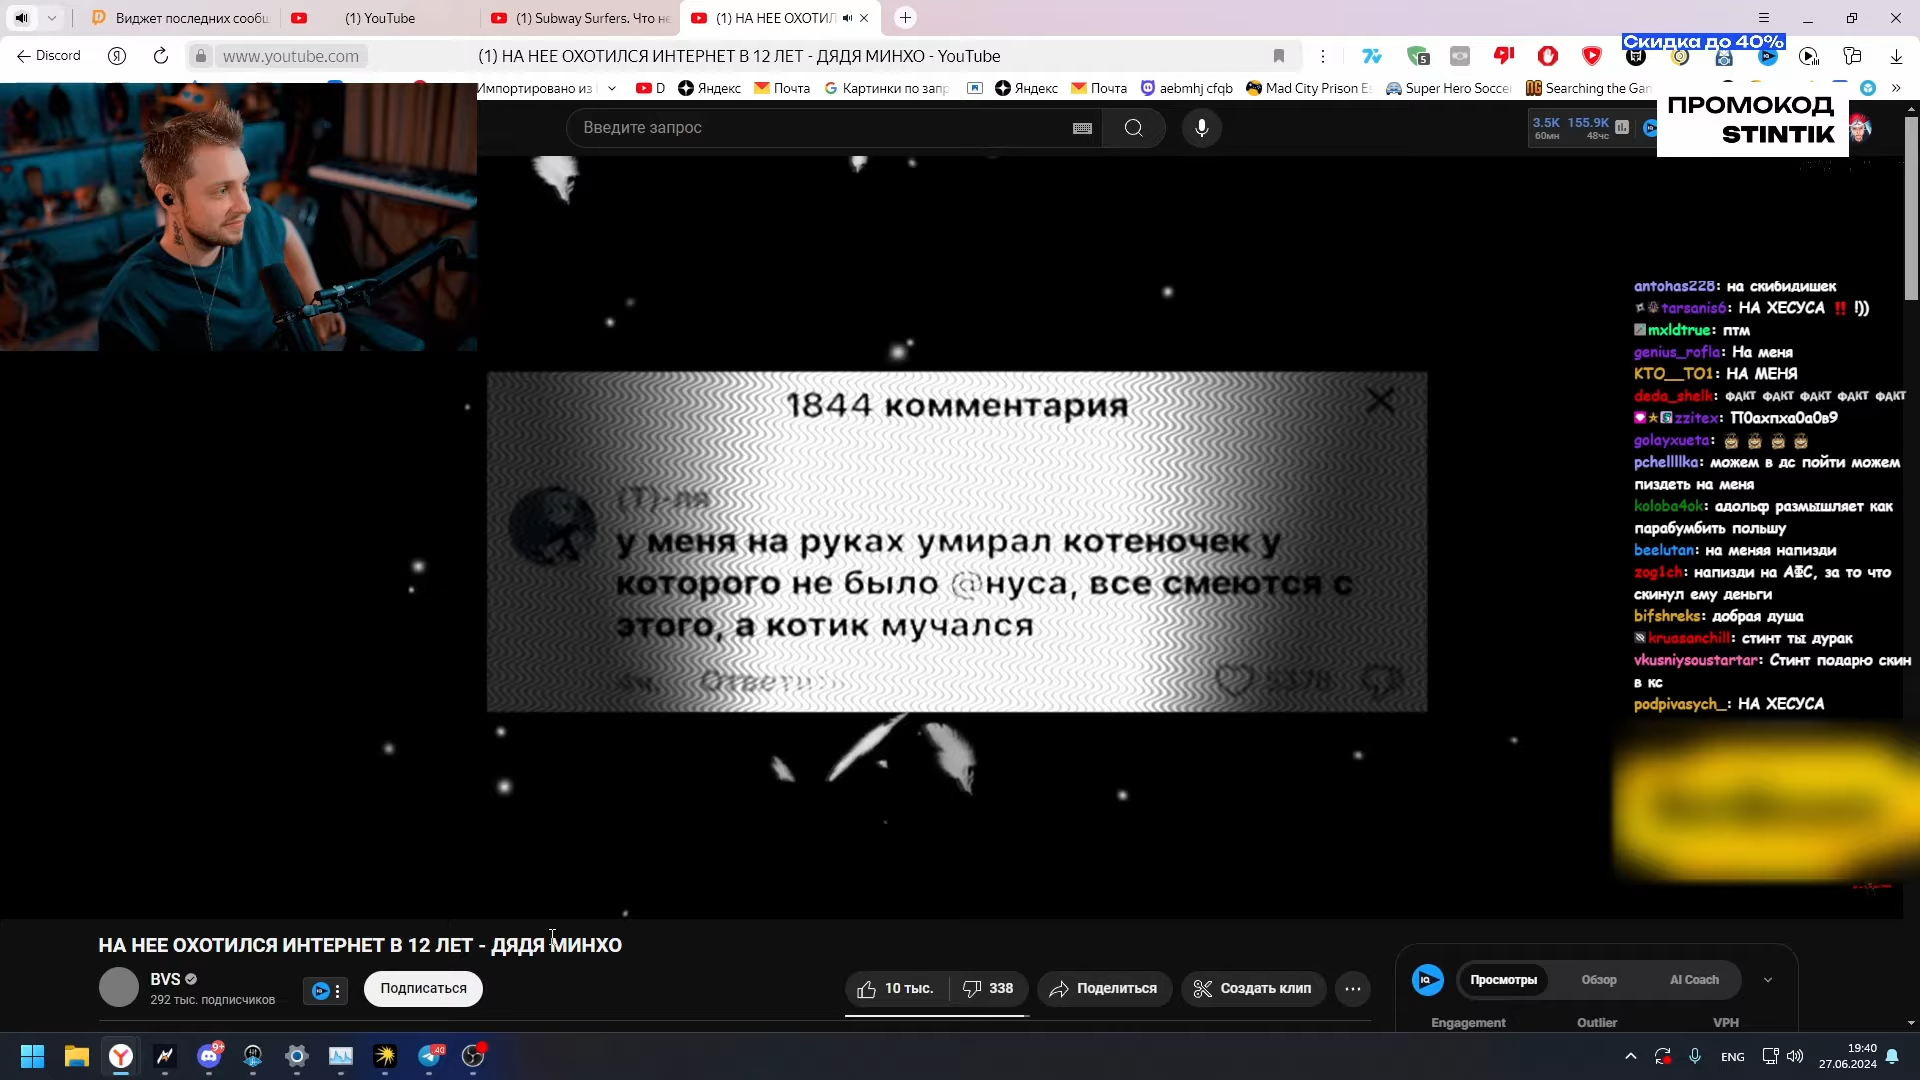 Виджет последних сообщ
(1) YouTube
(1) Subway Surfers. Что не
(1) НА НЕЕ ОХОТИЛ
Discord
www.youtube.com
(1) НА НЕЕ ОХОТИЛСЯ ИНТЕРНЕТ В 12 ЛЕТ - ДЯДЯ МИНХО - YouTube
Скидка до 40%
Импортировано из
D
Яндекс
Почта
Картинки по запр
Яндекс
Почта
aebmhj cfqb
Mad City Prison Es
Super Hero Soccer
Searching the Gam
ПРОМОКОД
STINTIK
Введите запрос
3.5K 155.9K
60мн 48чс
antohas228: на скибидишек
tarsanis6: НА ХЕСУСА ‼️ !))
mxldtrue: птм
genius_rofla: На меня
KTO__TO1: НА МЕНЯ
deda_shelk: ФАКТ ФАКТ ФАКТ ФАКТ ФАКТ
zzitex: П0ахпха0а0в9
golayxueta:
pchellllka: можем в дс пойти можем
пиздеть на меня
koloba4ok: адольф размышляет как
парабумбить польшу
beelutan: на меняя напизди
zog1ch: напизди на АФС, за то что
скинул ему деньги
bifshreks: добрая душа
kruasanchill: стинт ты дурак
vkusniysoustartar: Стинт подарю скин
в кс
podpivasych_: НА ХЕСУСА
1844 комментария
(Т)-ля
у меня на руках умирал котеночек у
которого не было @нуса, все смеются с
этого, а котик мучался
НА НЕЕ ОХОТИЛСЯ ИНТЕРНЕТ В 12 ЛЕТ - ДЯДЯ МИНХО
BVS
292 тыс. подписчиков
Подписаться
10 тыс.
338
Поделиться
Создать клип
Просмотры
Обзор
AI Coach
Engagement
Outlier
VPH
ENG
19:40
27.06.2024